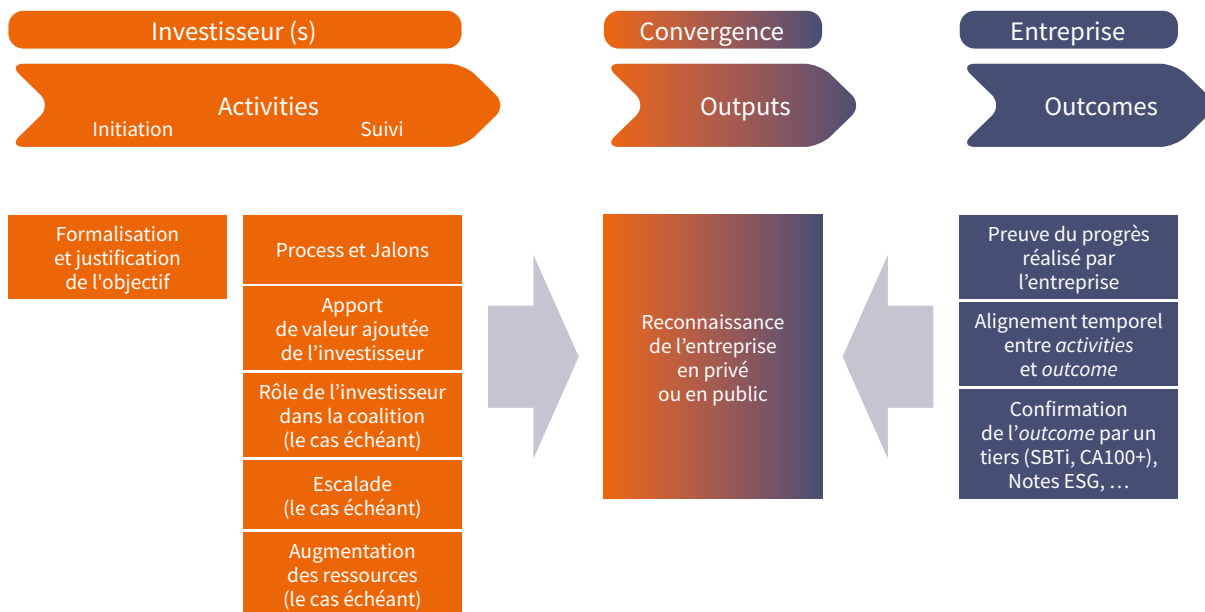 Investisseur (s)
Convergence
Entreprise
Activities
Initiation
Suivi
Outputs
Outcomes
Formalisation
et justification
de l'objectif
Process et Jalons
Apport
de valeur ajoutée
de l’investisseur
Rôle de l’investisseur
dans la coalition
(le cas échéant)
Escalade
(le cas échéant)
Augmentation
des ressources
(le cas échéant)
Reconnaissance
de l’entreprise
en privé
ou en public
Preuve du progrès
réalisé par
l’entreprise
Alignement temporel
entre activities
et outcome
Confirmation
de l’outcome par un
tiers (SBTi, CA100+),
Notes ESG, …